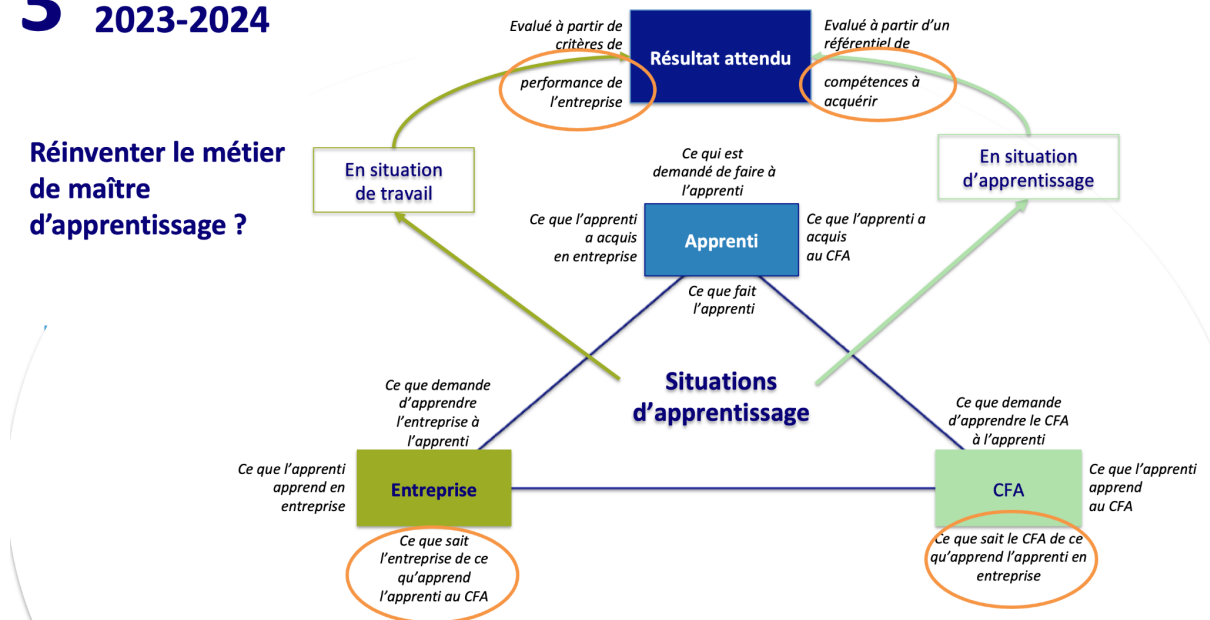 3 2023-2024
Réinventer le métier
de maître
d'apprentissage ?
Evalué à partir de
critères de
performance de
l'entreprise
Résultat attendu
Evalué à partir d'un
référentiel de
compétences à
acquérir
En situation
de travail
En situation
d'apprentissage
Ce qui est
demandé de faire à
l'apprenti
Ce que l'apprenti
a acquis
en entreprise
Apprenti
Ce que l'apprenti a
acquis
au CFA
Ce que fait
l'apprenti
Situations
d'apprentissage
Ce que demande
d'apprendre
l'entreprise à
l'apprenti
Ce que l'apprenti
apprend en
entreprise
Entreprise
Ce que sait
l'entreprise de ce
qu'apprend
l'apprenti au CFA
Ce que demande
d'apprendre le CFA
à l'apprenti
CFA
Ce que l'apprenti
apprend
au CFA
Ce que sait le CFA de ce
qu'apprend l'apprenti en
entreprise